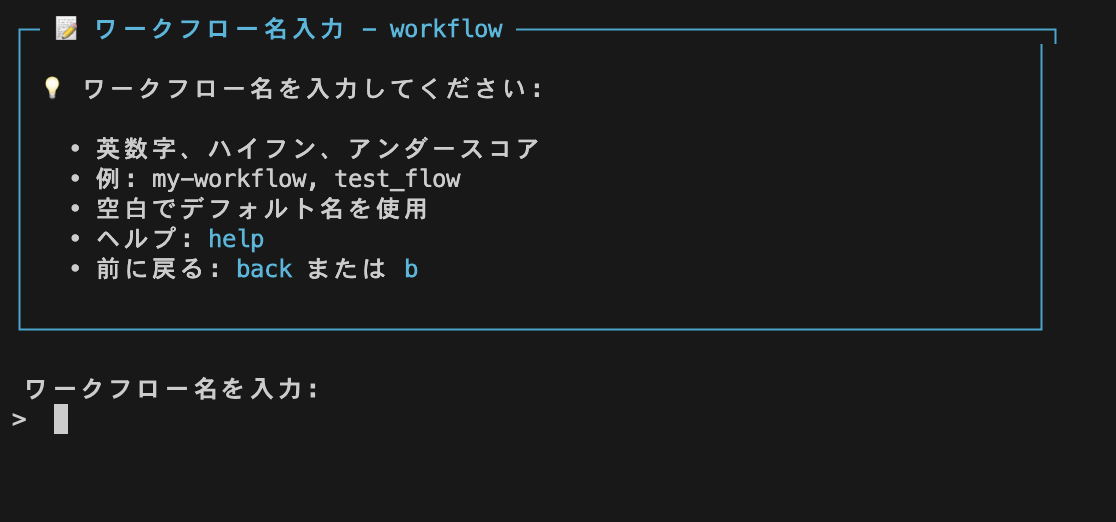 📝 ワークフロー名入力 - workflow
💡 ワークフロー名を入力してください:
• 英数字、ハイフン、アンダースコア
• 例: my-workflow, test_flow
• 空白でデフォルト名を使用
• ヘルプ: help
• 前に戻る: back または b
ワークフロー名を入力:
>